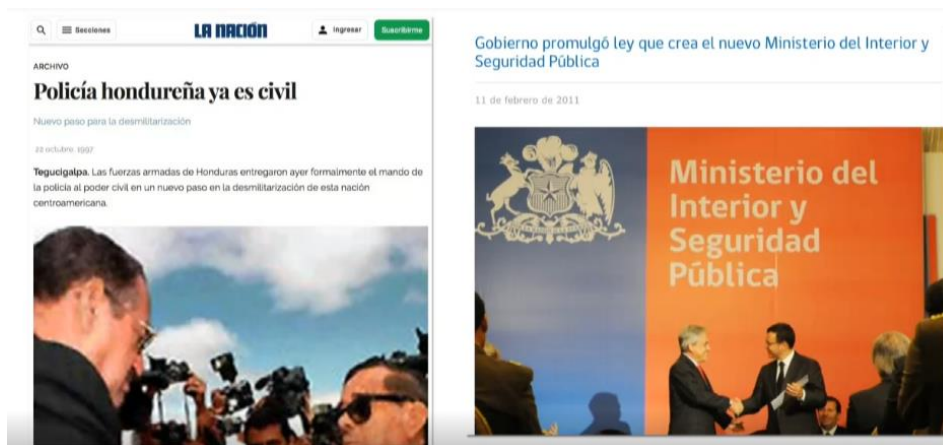 Secciones
LA NACIÓN
Ingresar
Suscribirme
ARCHIVO
Policía hondureña ya es civil
Nuevo paso para la desmilitarización
22 octubre, 1997
Tegucigalpa. Las fuerzas armadas de Honduras entregaron ayer formalmente el mando de
la policía al poder civil en un nuevo paso en la desmilitarización de esta nación
centroamericana.
Gobierno promulgó ley que crea el nuevo Ministerio del Interior y
Seguridad Pública
11 de febrero de 2011
Ministerio del
Interior y
Seguridad
Pública